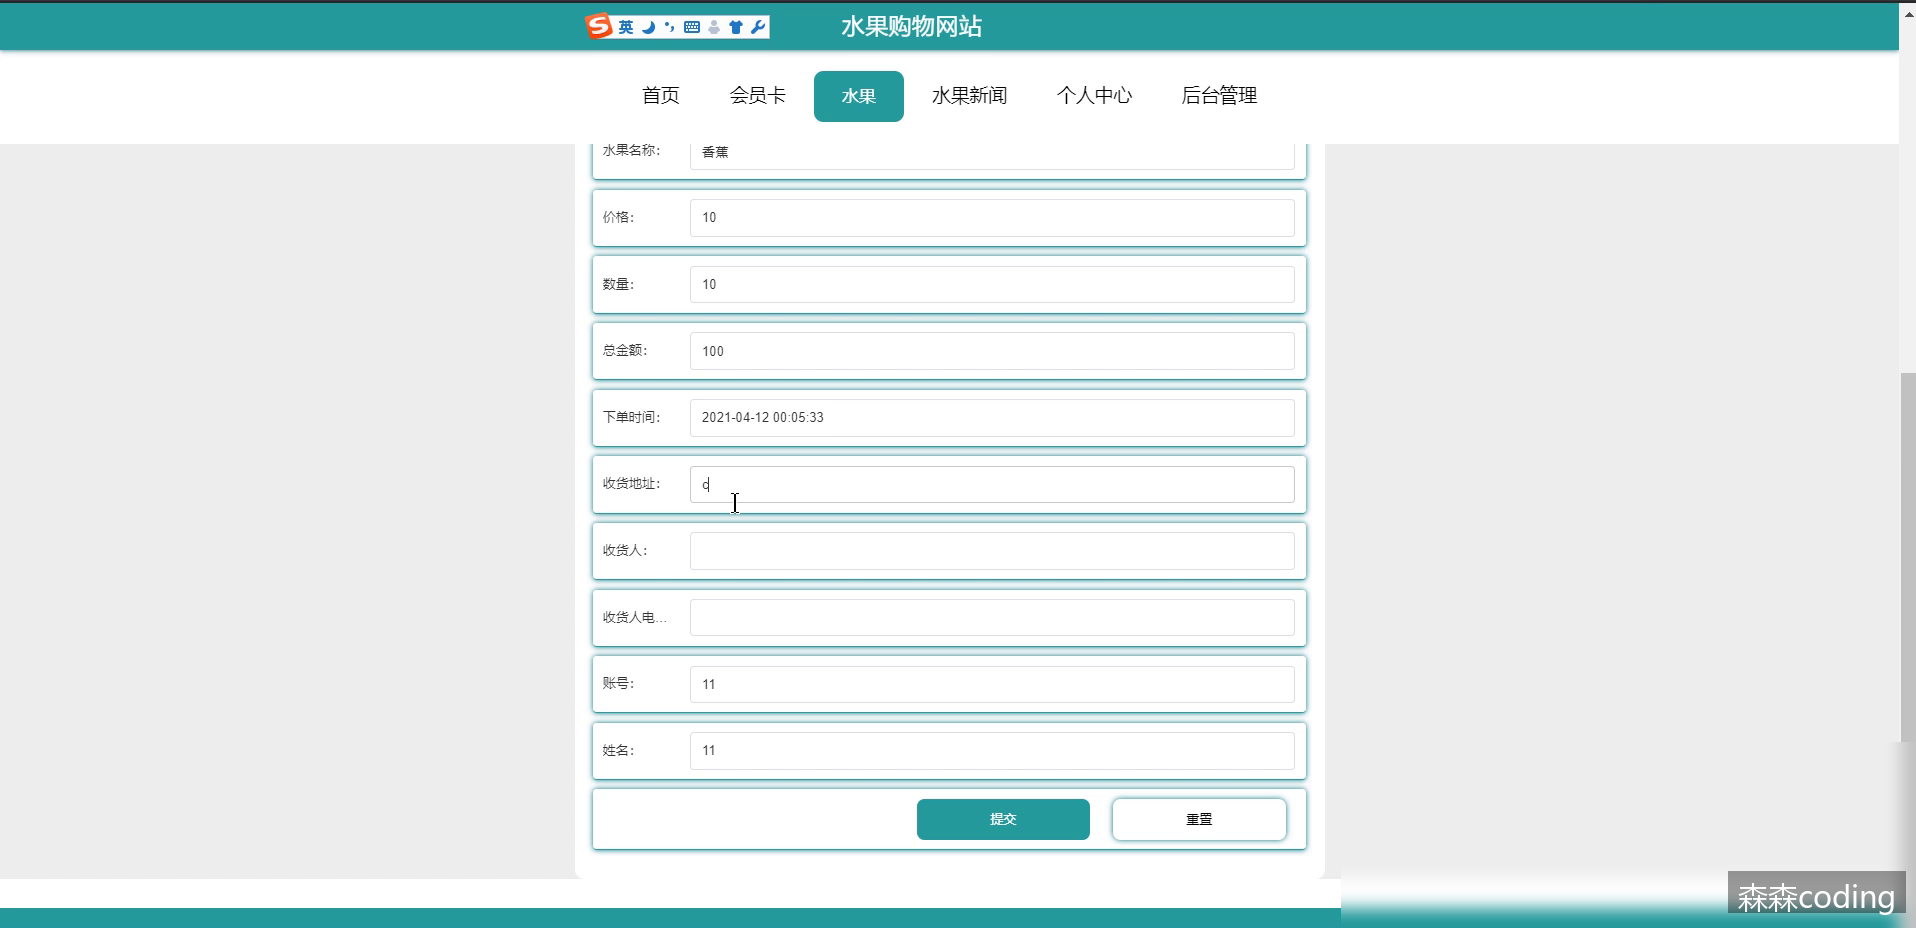 英
水果购物网站
首页
会员卡
水果
水果新闻
个人中心
后台管理
水果名称： 香蕉
价格： 10
数量： 10
总金额： 100
下单时间： 2021-04-12 00:05:33
收货地址： c
收货人：
收货人电...
账号： 11
姓名： 11
提交
重置
森森coding